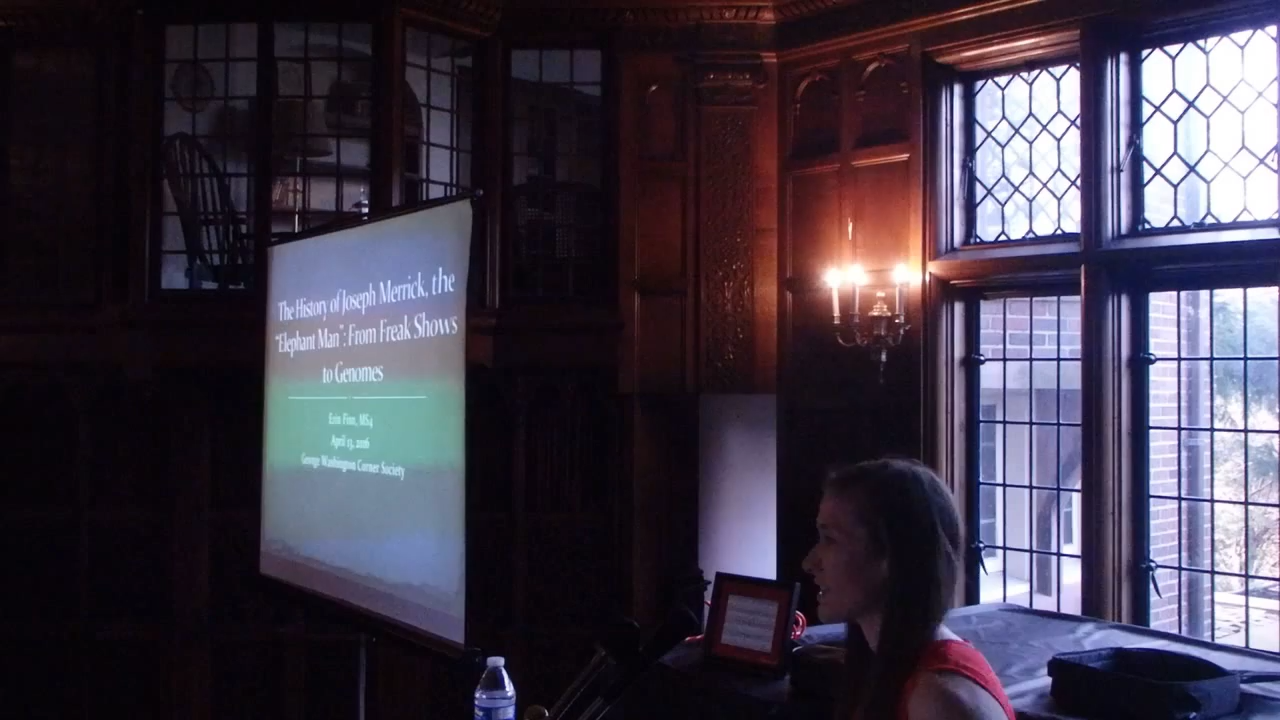 The History of Joseph Merrick, the
"Elephant Man": From Freak Shows
to Genomes
Erin Finn, MS4
April 13, 2016
George Washington Corner Society